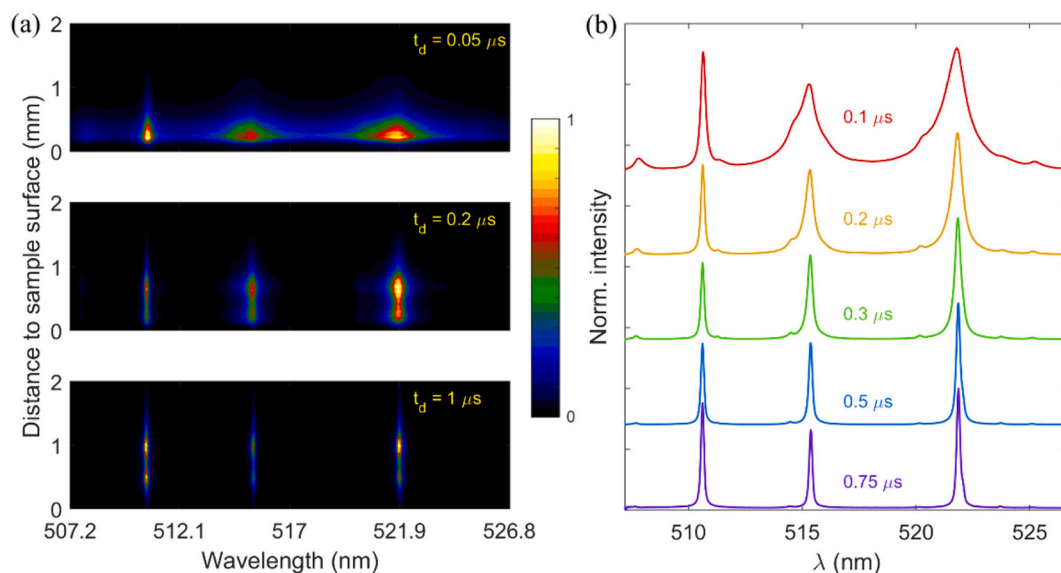 (a)
2
1
0
t_d = 0.05 μs
2
1
0
t_d = 0.2 μs
2
1
0
t_d = 1 μs
Distance to sample surface (mm)
507.2 512.1 517 521.9 526.8
Wavelength (nm)
1
0
(b)
0.1 μs
0.2 μs
0.3 μs
0.5 μs
0.75 μs
Norm. intensity
510 515 520 525
λ (nm)